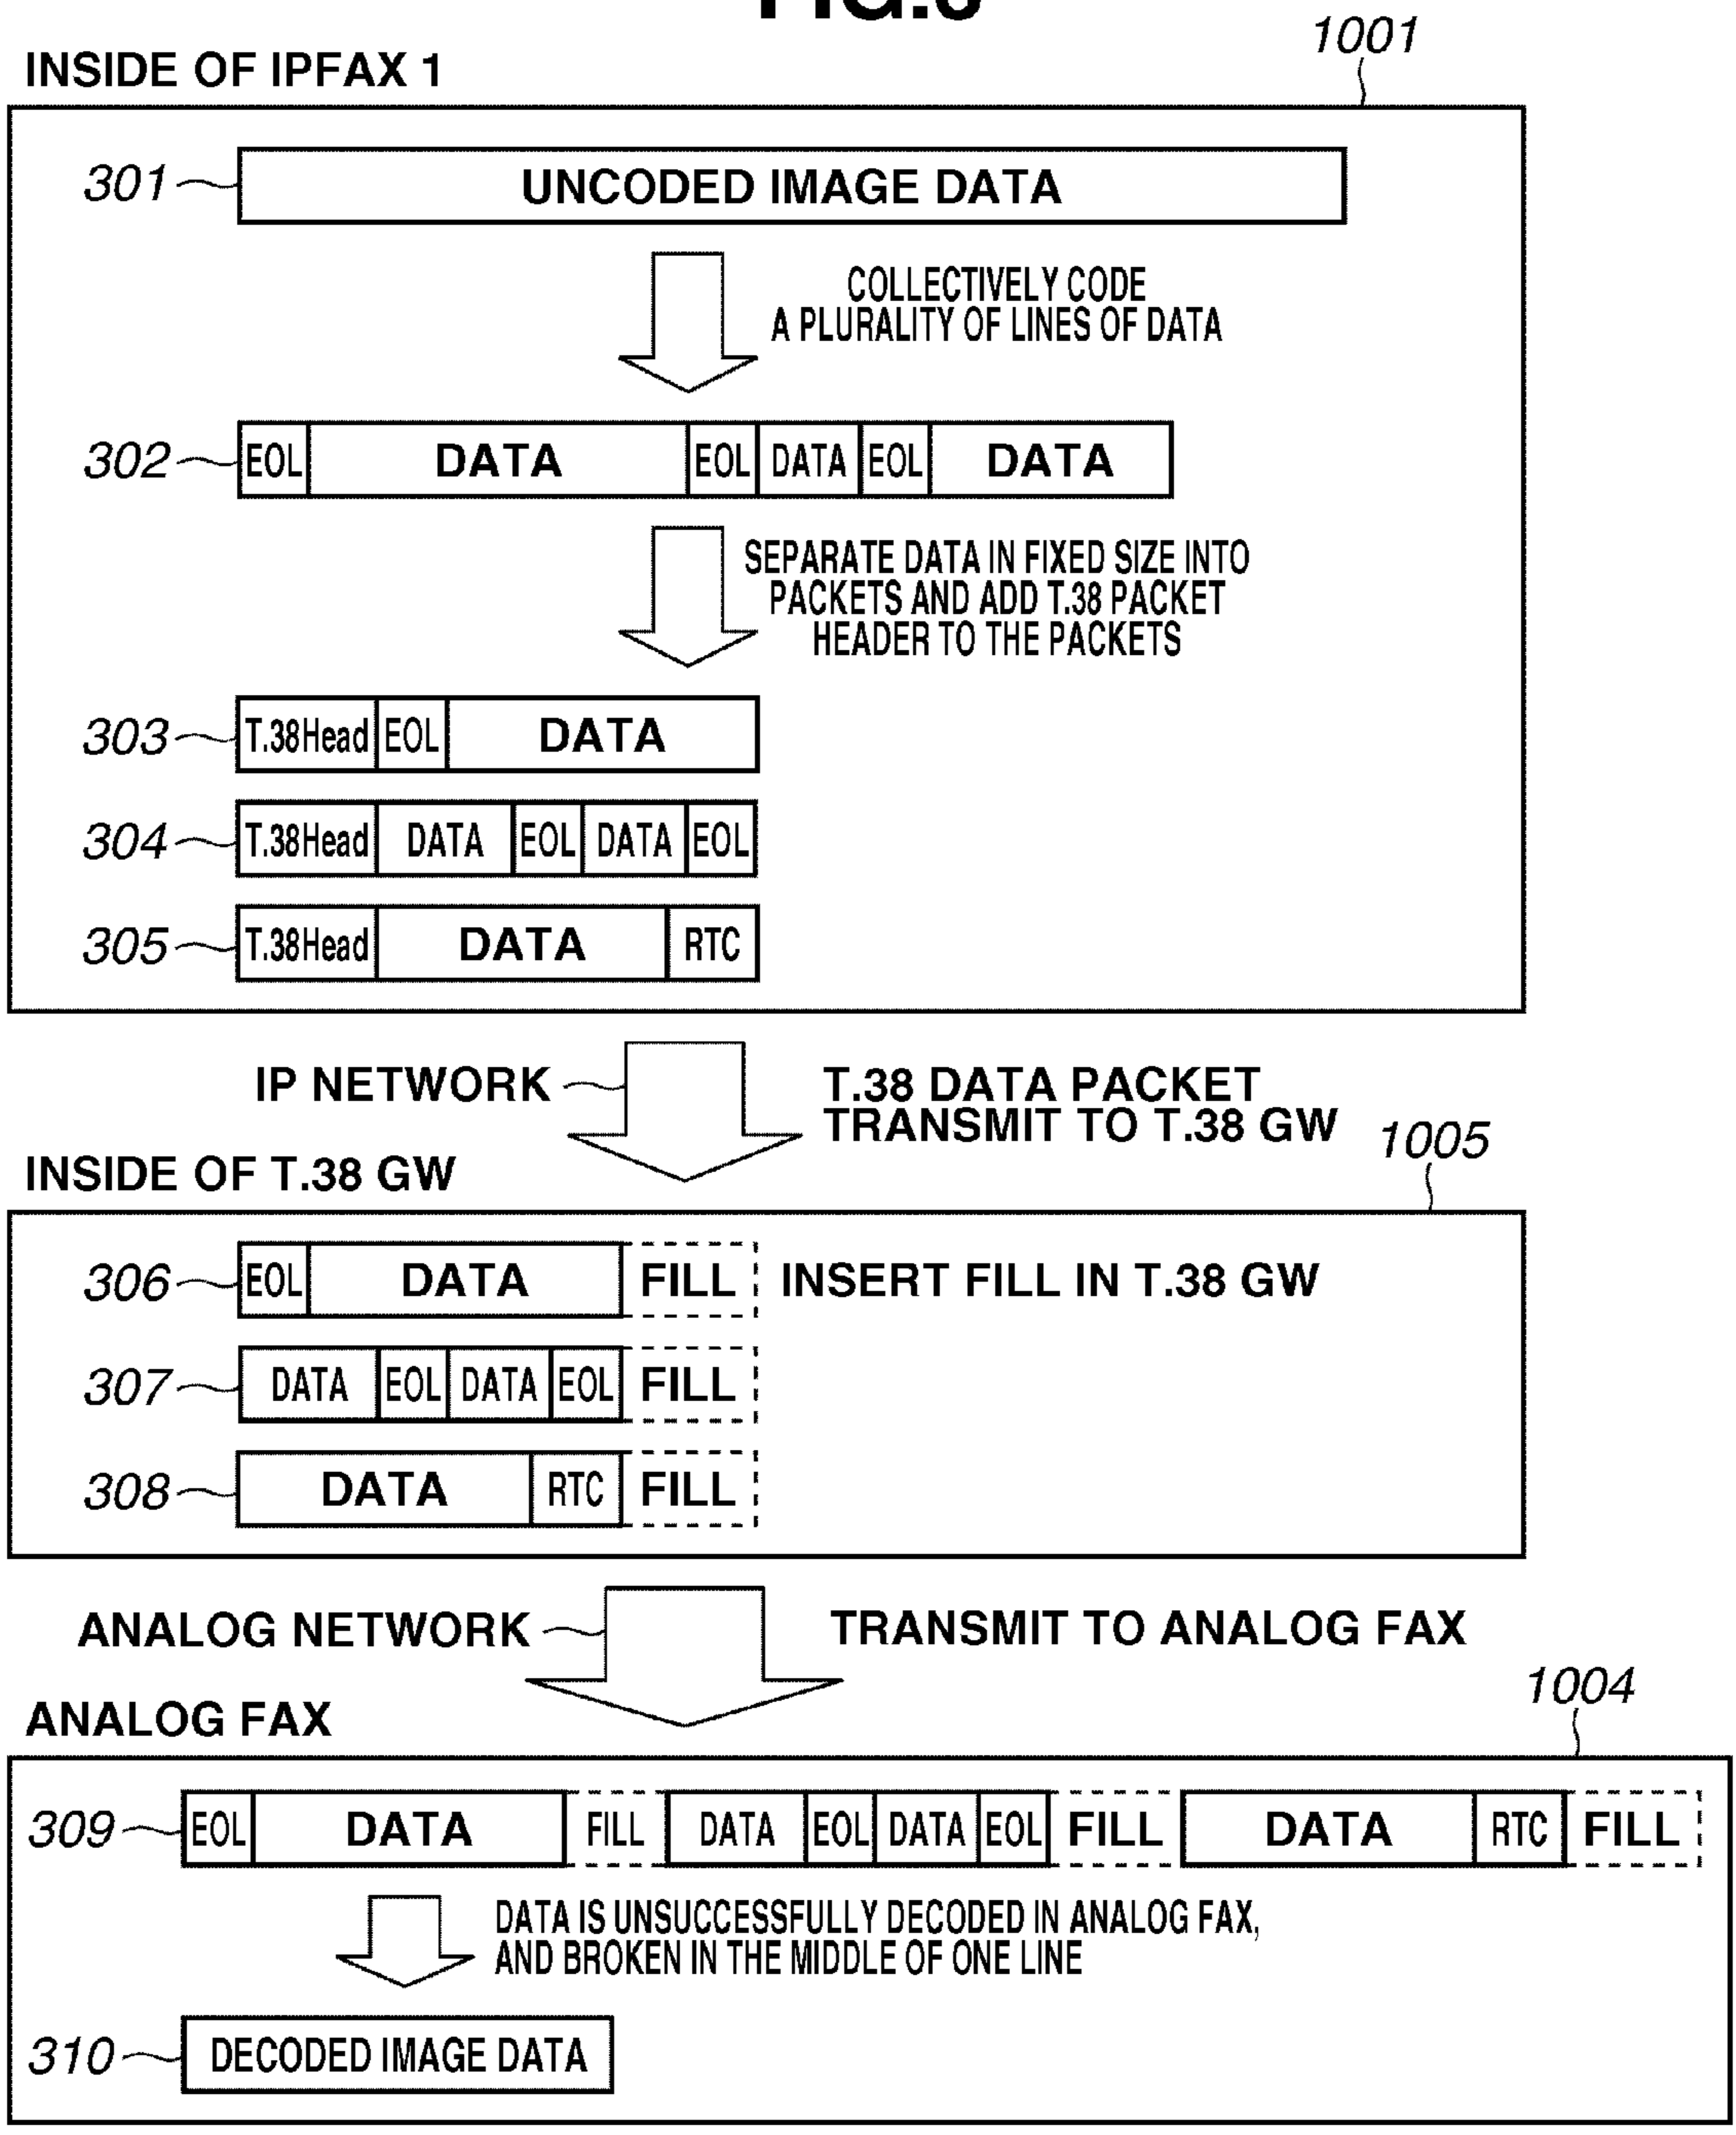 FIG.3
1001
INSIDE OF IPFAX 1
301
UNCODED IMAGE DATA
COLLECTIVELY CODE
A PLURALITY OF LINES OF DATA
302
EOL DATA EOL DATA EOL DATA
SEPARATE DATA IN FIXED SIZE INTO
PACKETS AND ADD T.38 PACKET
HEADER TO THE PACKETS
303
T.38Head EOL DATA
304
T.38Head DATA EOL DATA EOL
305
T.38Head DATA RTC
IP NETWORK
T.38 DATA PACKET
TRANSMIT TO T.38 GW
1005
INSIDE OF T.38 GW
306
EOL DATA FILL
INSERT FILL IN T.38 GW
307
DATA EOL DATA EOL FILL
308
DATA RTC FILL
ANALOG NETWORK
TRANSMIT TO ANALOG FAX
1004
ANALOG FAX
309
EOL DATA FILL DATA EOL DATA EOL FILL DATA RTC FILL
DATA IS UNSUCCESSFULLY DECODED IN ANALOG FAX,
AND BROKEN IN THE MIDDLE OF ONE LINE
310
DECODED IMAGE DATA